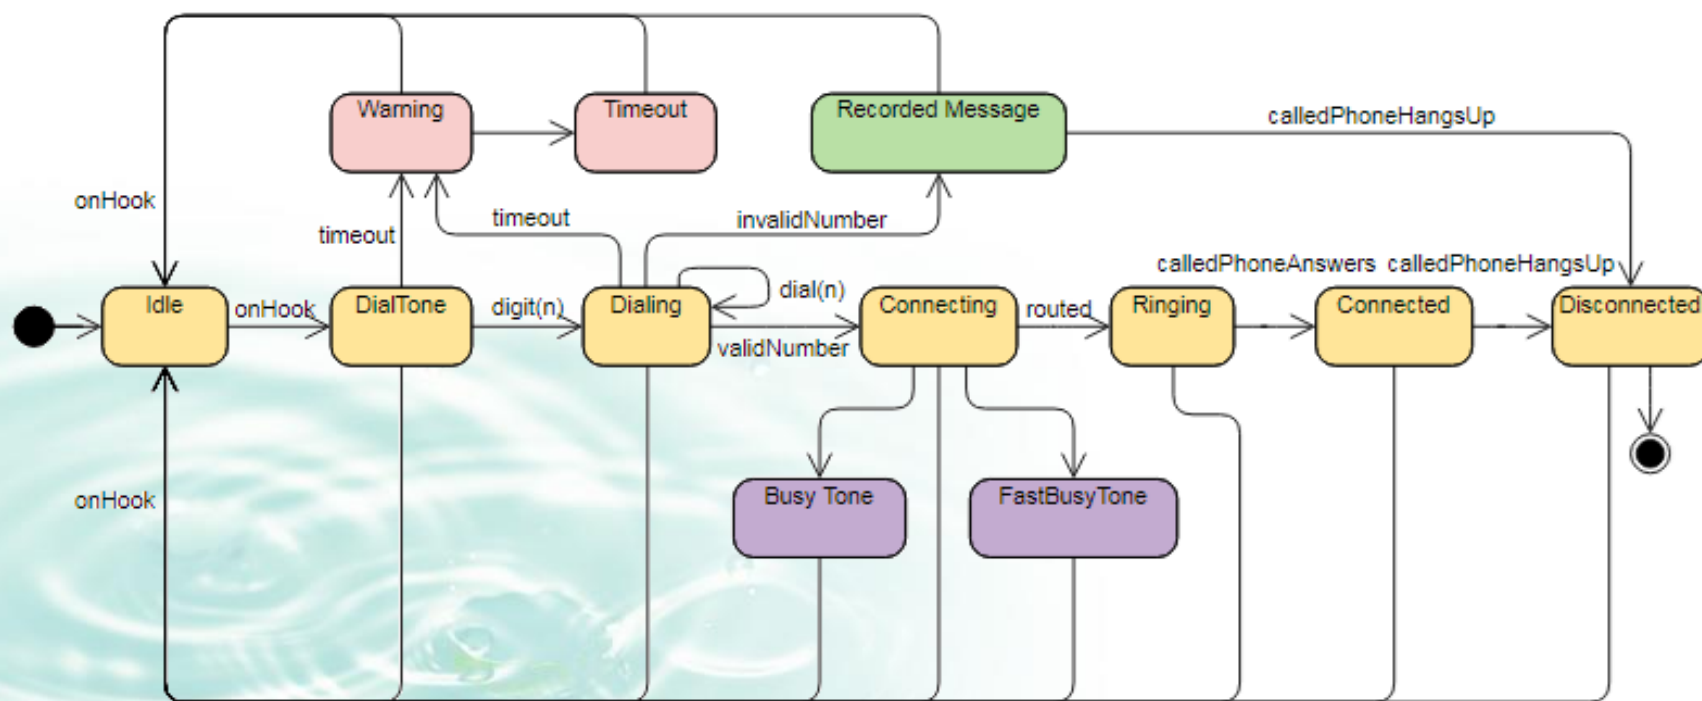 Warning
Timeout
Recorded Message
calledPhoneHangsUp
onHook
timeout
timeout
invalidNumber
calledPhoneAnswers
calledPhoneHangsUp
Idle
onHook
DialTone
digit(n)
Dialing
dial(n)
validNumber
Connecting
routed
Ringing
Connected
Disconnected
onHook
Busy Tone
FastBusyTone